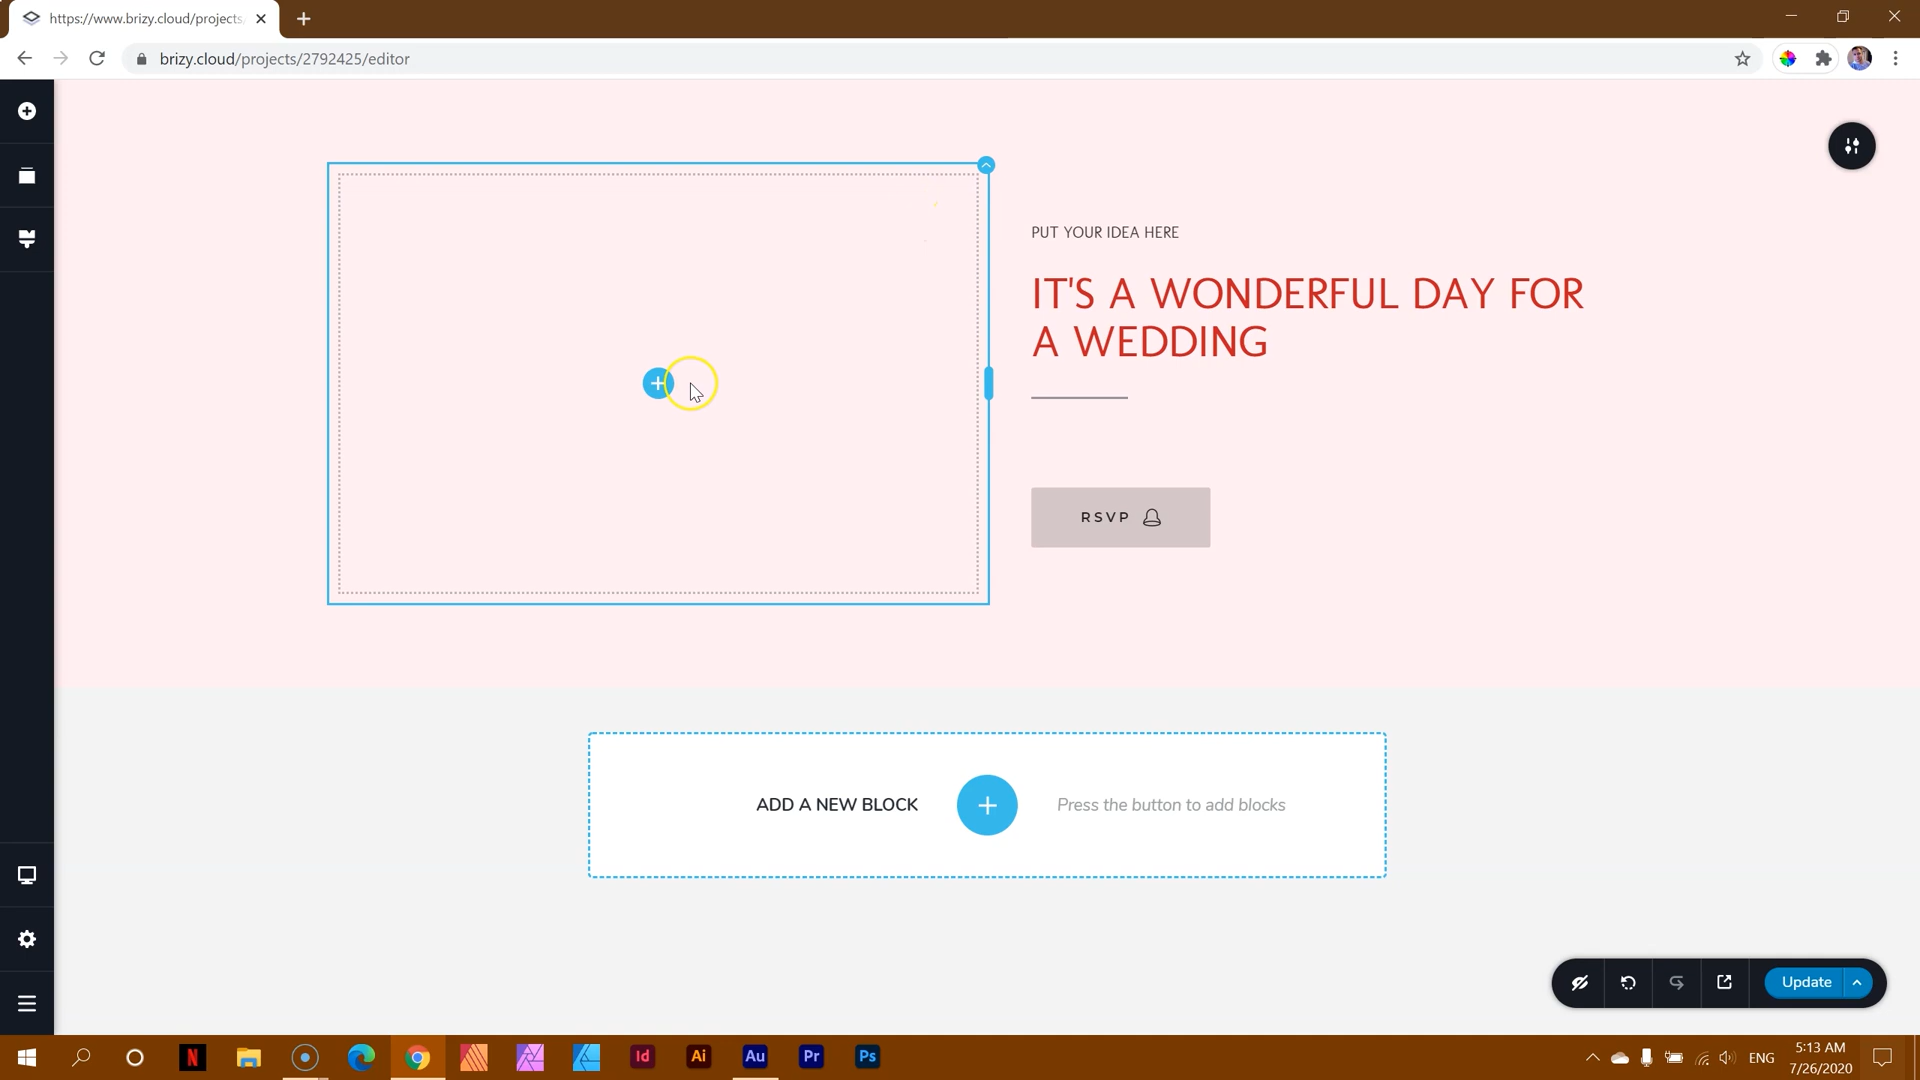 https://www.brizy.cloud/projects
brizy.cloud/projects/2792425/editor
PUT YOUR IDEA HERE
IT'S A WONDERFUL DAY FOR
A WEDDING
RSVP
ADD A NEW BLOCK
Press the button to add blocks
Update
N
Id
Ai
Au
Pr
Ps
ENG
5:13 AM
7/26/2020